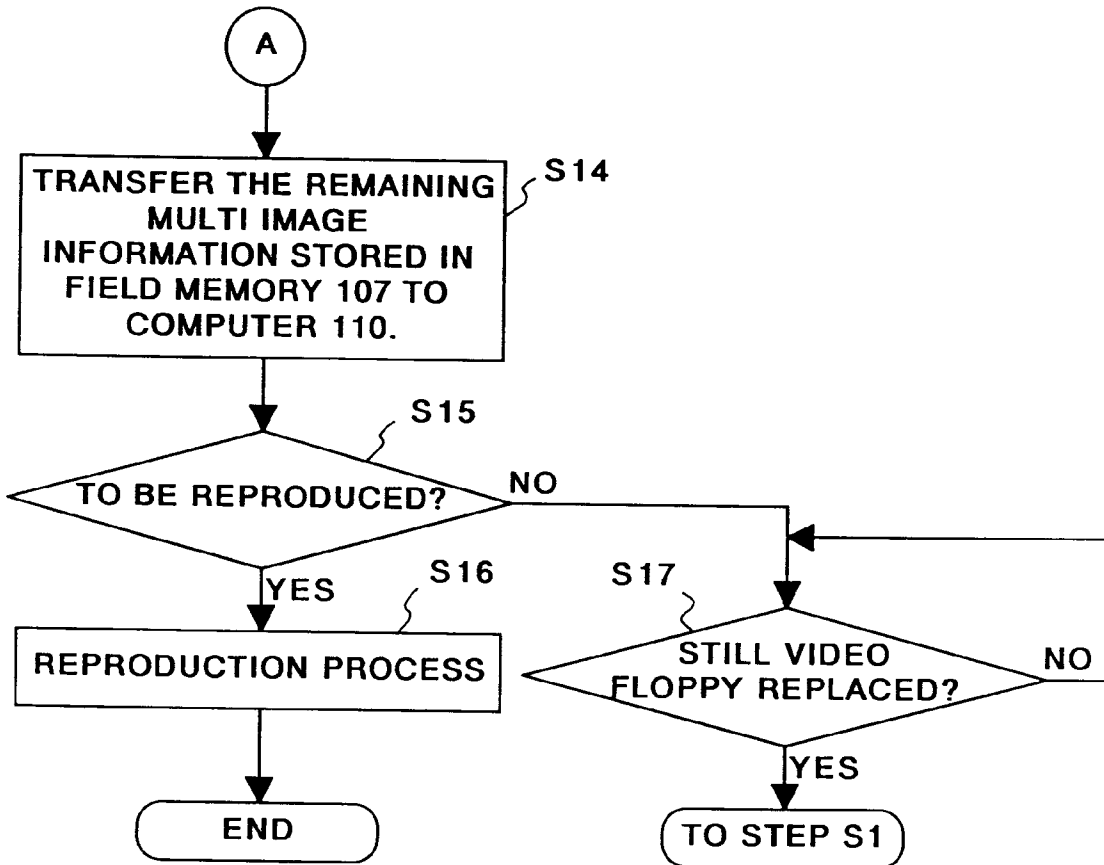 A
S14
TRANSFER THE REMAINING
MULTI IMAGE
INFORMATION STORED IN
FIELD MEMORY 107 TO
COMPUTER 110.
S15
TO BE REPRODUCED?
NO
YES
S16
REPRODUCTION PROCESS
END
S17
STILL VIDEO
FLOPPY REPLACED?
NO
YES
TO STEP S1